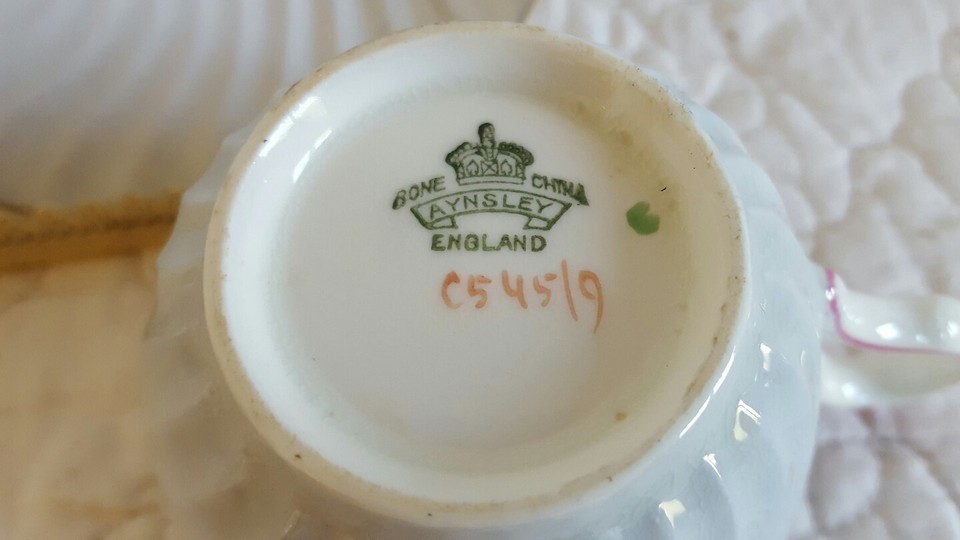 BONE CHINA
AYNSLEY
ENGLAND
C545/9